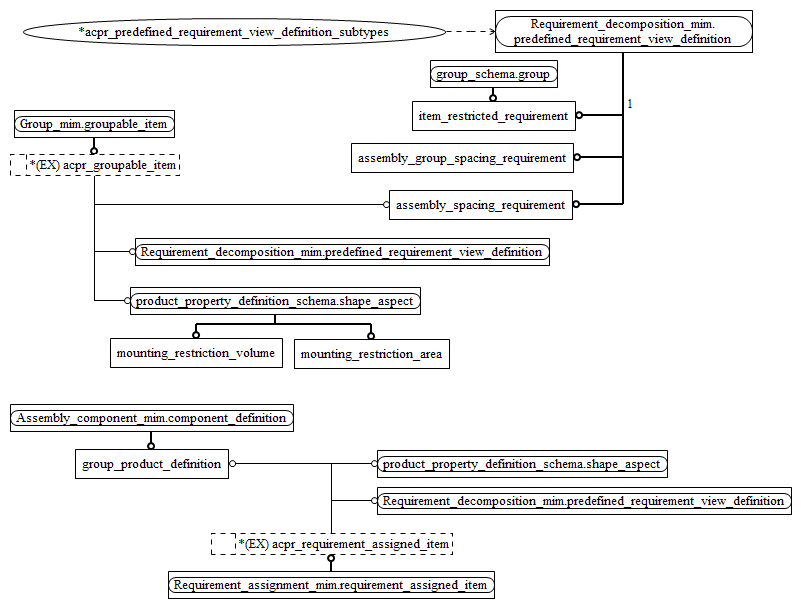 *acpr_predefined_requirement_view_definition_subtypes
Requirement_decomposition_mim.
predefined_requirement_view_definition
group_schema.group
1
item_restricted_requirement
Group_mim.groupable_item
assembly_group_spacing_requirement
*(EX) acpr_groupable_item
assembly_spacing_requirement
Requirement_decomposition_mim.predefined_requirement_view_definition
product_property_definition_schema.shape_aspect
mounting_restriction_volume
mounting_restriction_area
Assembly_component_mim.component_definition
group_product_definition
product_property_definition_schema.shape_aspect
Requirement_decomposition_mim.predefined_requirement_view_definition
*(EX) acpr_requirement_assigned_item
Requirement_assignment_mim.requirement_assigned_item